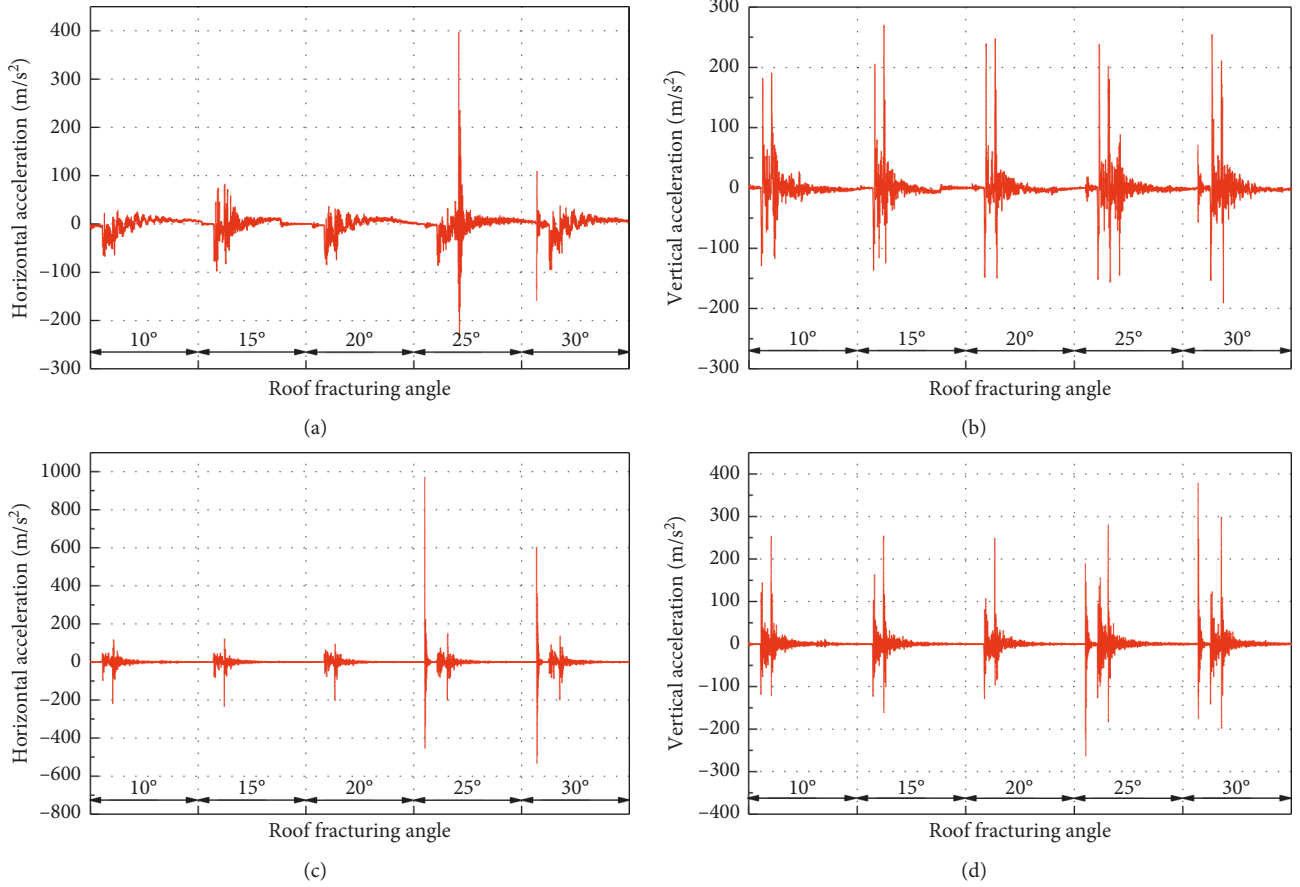 Horizontal acceleration (m/s²)
400
300
200
100
0
–100
–200
–300
10° 15° 20° 25° 30°
Roof fracturing angle
(a)
Vertical acceleration (m/s²)
300
200
100
0
–100
–200
–300
10° 15° 20° 25° 30°
Roof fracturing angle
(b)
Horizontal acceleration (m/s²)
1000
800
600
400
200
0
–200
–400
–600
–800
10° 15° 20° 25° 30°
Roof fracturing angle
(c)
Vertical acceleration (m/s²)
400
300
200
100
0
–100
–200
–300
–400
10° 15° 20° 25° 30°
Roof fracturing angle
(d)